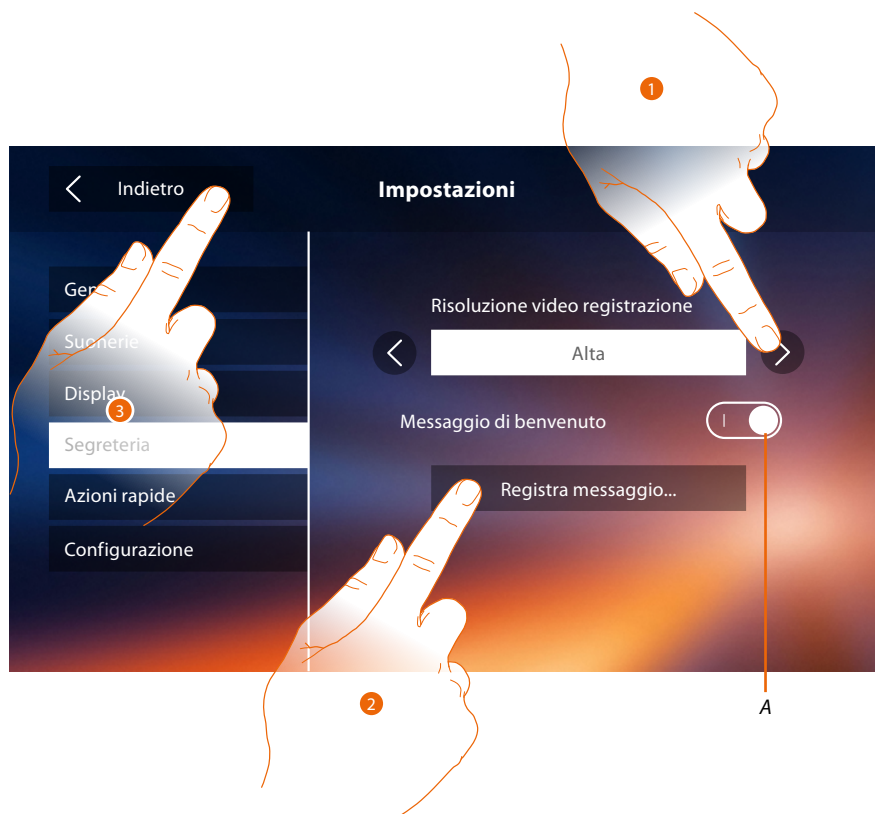 1
Indietro
Impostazioni
Gen
Suonerie
Display
3
Segreteria
Azioni rapide
Configurazione
Risoluzione video registrazione
Alta
Messaggio di benvenuto
Registra messaggio...
2
A